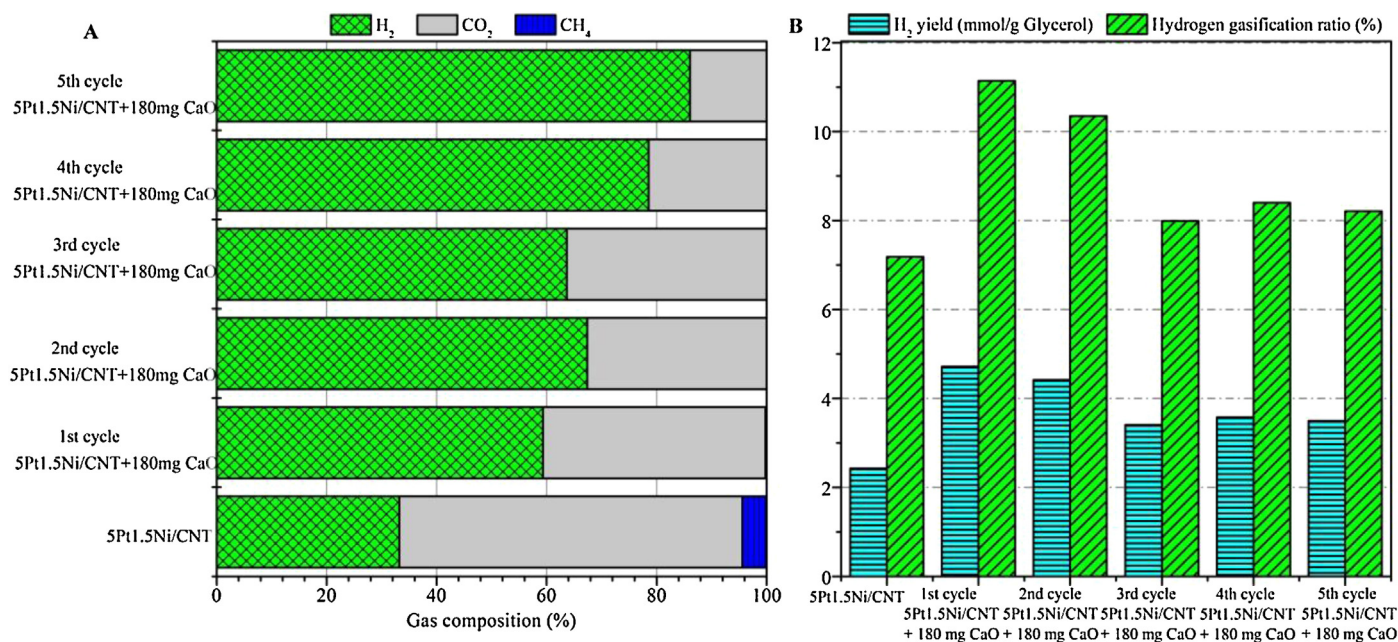 A
H₂ CO₂ CH₄
5th cycle
5Pt1.5Ni/CNT+180mg CaO
4th cycle
5Pt1.5Ni/CNT+180mg CaO
3rd cycle
5Pt1.5Ni/CNT+180mg CaO
2nd cycle
5Pt1.5Ni/CNT+180mg CaO
1st cycle
5Pt1.5Ni/CNT+180mg CaO
5Pt1.5Ni/CNT
0 20 40 60 80 100
Gas composition (%)
B
H₂ yield (mmol/g Glycerol) Hydrogen gasification ratio (%)
12
10
8
6
4
2
0
5Pt1.5Ni/CNT 1st cycle 2nd cycle 3rd cycle 4th cycle 5th cycle
5Pt1.5Ni/CNT 5Pt1.5Ni/CNT 5Pt1.5Ni/CNT 5Pt1.5Ni/CNT 5Pt1.5Ni/CNT
+ 180 mg CaO + 180 mg CaO + 180 mg CaO + 180 mg CaO + 180 mg CaO